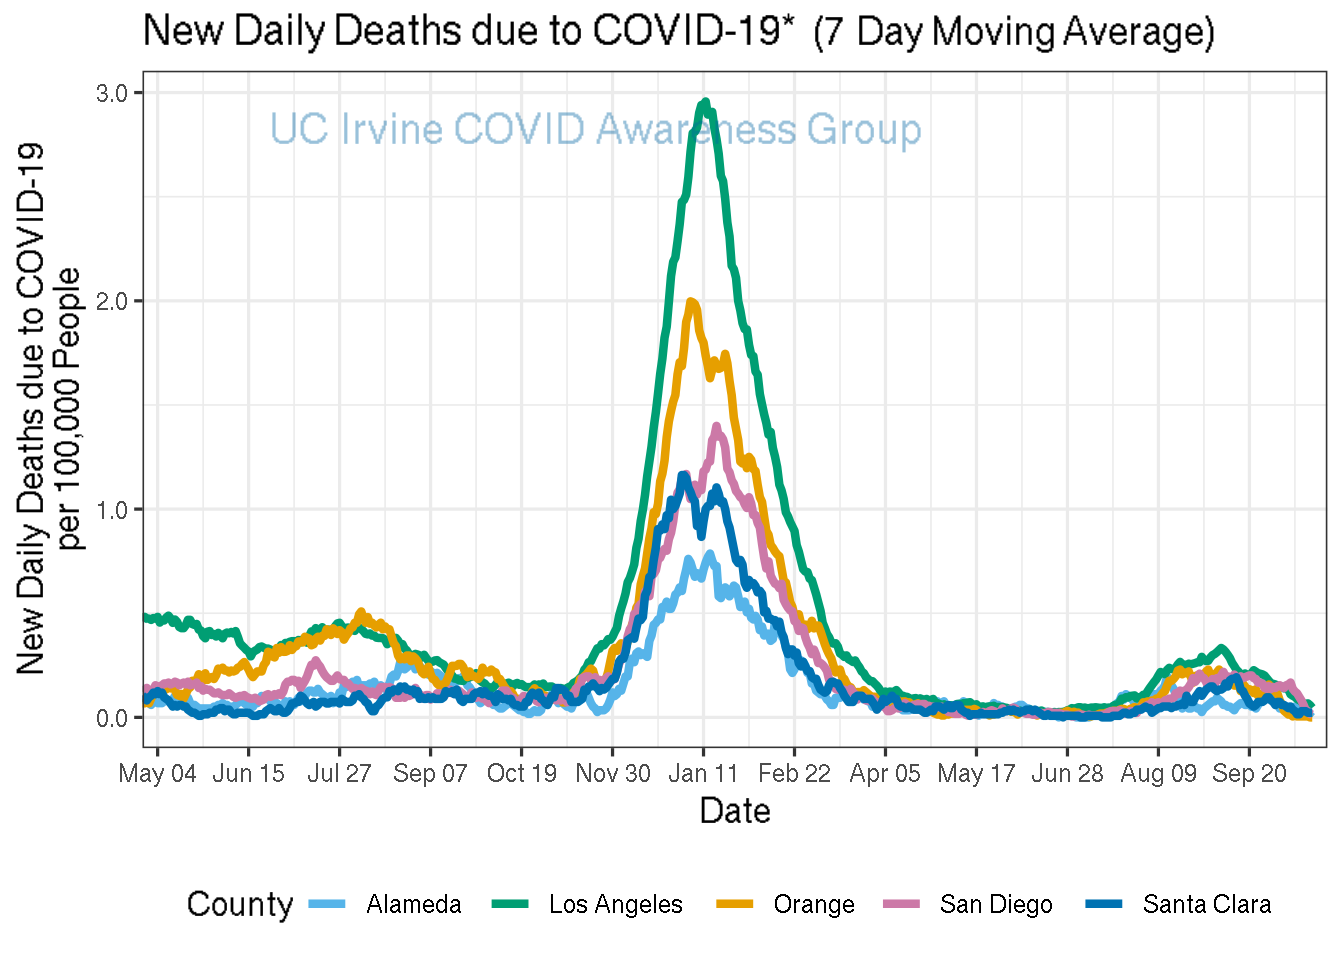 New Daily Deaths due to COVID-19* (7 Day Moving Average)
UC Irvine COVID Awareness Group
New Daily Deaths due to COVID-19
per 100,000 People
3.0
2.0
1.0
0.0
May 04 Jun 15 Jul 27 Sep 07 Oct 19 Nov 30 Jan 11 Feb 22 Apr 05 May 17 Jun 28 Aug 09 Sep 20
Date
County Alameda Los Angeles Orange San Diego Santa Clara